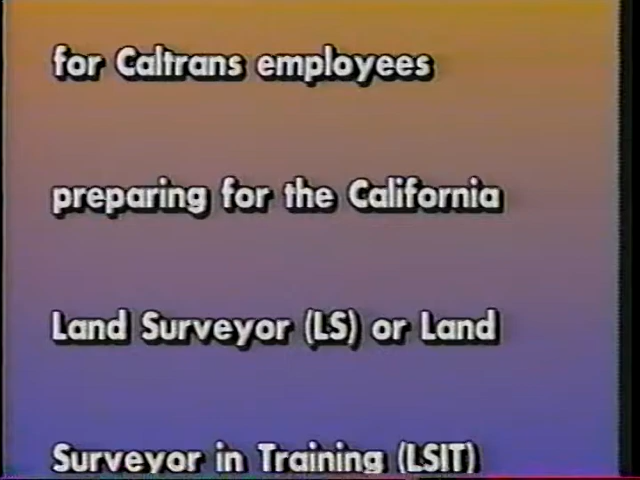 for Caltrans employees
preparing for the California
Land Surveyor (LS) or Land
Surveyor in Training (LSIT)